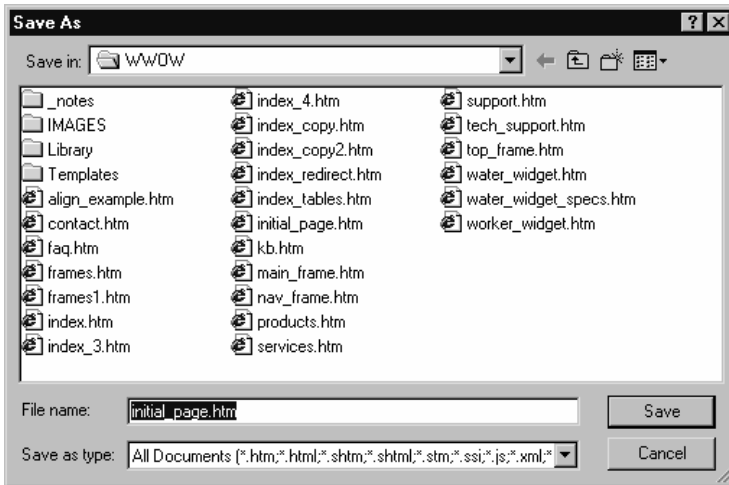 Save As
Save in: WWOW
_notes
IMAGES
Library
Templates
align_example.htm
contact.htm
faq.htm
frames.htm
frames1.htm
index.htm
index_3.htm
index_4.htm
index_copy.htm
index_copy2.htm
index_redirect.htm
index_tables.htm
initial_page.htm
kb.htm
main_frame.htm
nav_frame.htm
products.htm
services.htm
support.htm
tech_support.htm
top_frame.htm
water_widget.htm
water_widget_specs.htm
worker_widget.htm
File name: initial_page.htm
Save
Save as type: All Documents (*.htm;*.html;*.shtm;*.shtml;*.stm;*.ssi;*.js;*.xml;*
Cancel